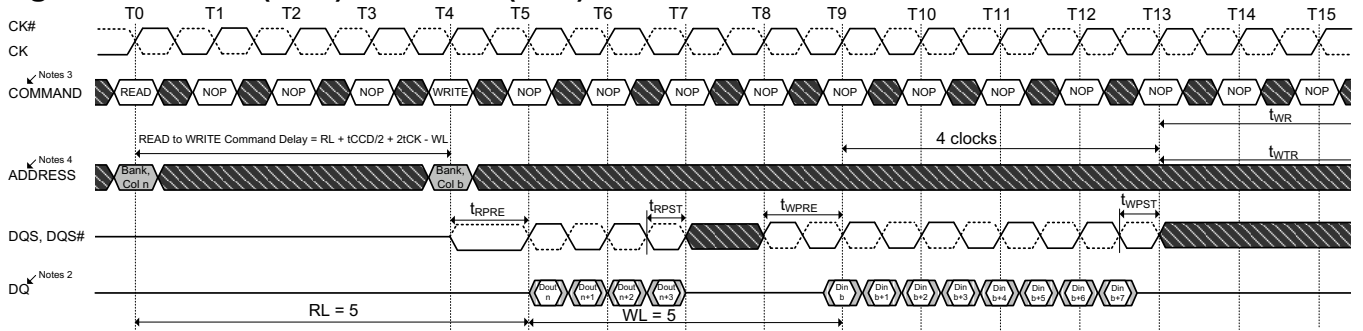 T0 T1 T2 T3 T4 T5 T6 T7 T8 T9 T10 T11 T12 T13 T14 T15
CK#
CK
Notes 3
COMMAND READ NOP NOP NOP WRITE NOP NOP NOP NOP NOP NOP NOP NOP NOP NOP NOP
tWR
READ to WRITE Command Delay = RL + tCCD/2 + 2tCK - WL
4 clocks
tWTR
Notes 4
ADDRESS
Bank, Col n
Bank, Col b
tRPRE tRPST tWPRE tWPST
DQS, DQS#
Notes 2
DQ
Dout n
Dout n+1
Dout n+2
Dout n+3
Din b
Din b+1
Din b+2
Din b+3
Din b+4
Din b+5
Din b+6
Din b+7
RL = 5
WL = 5